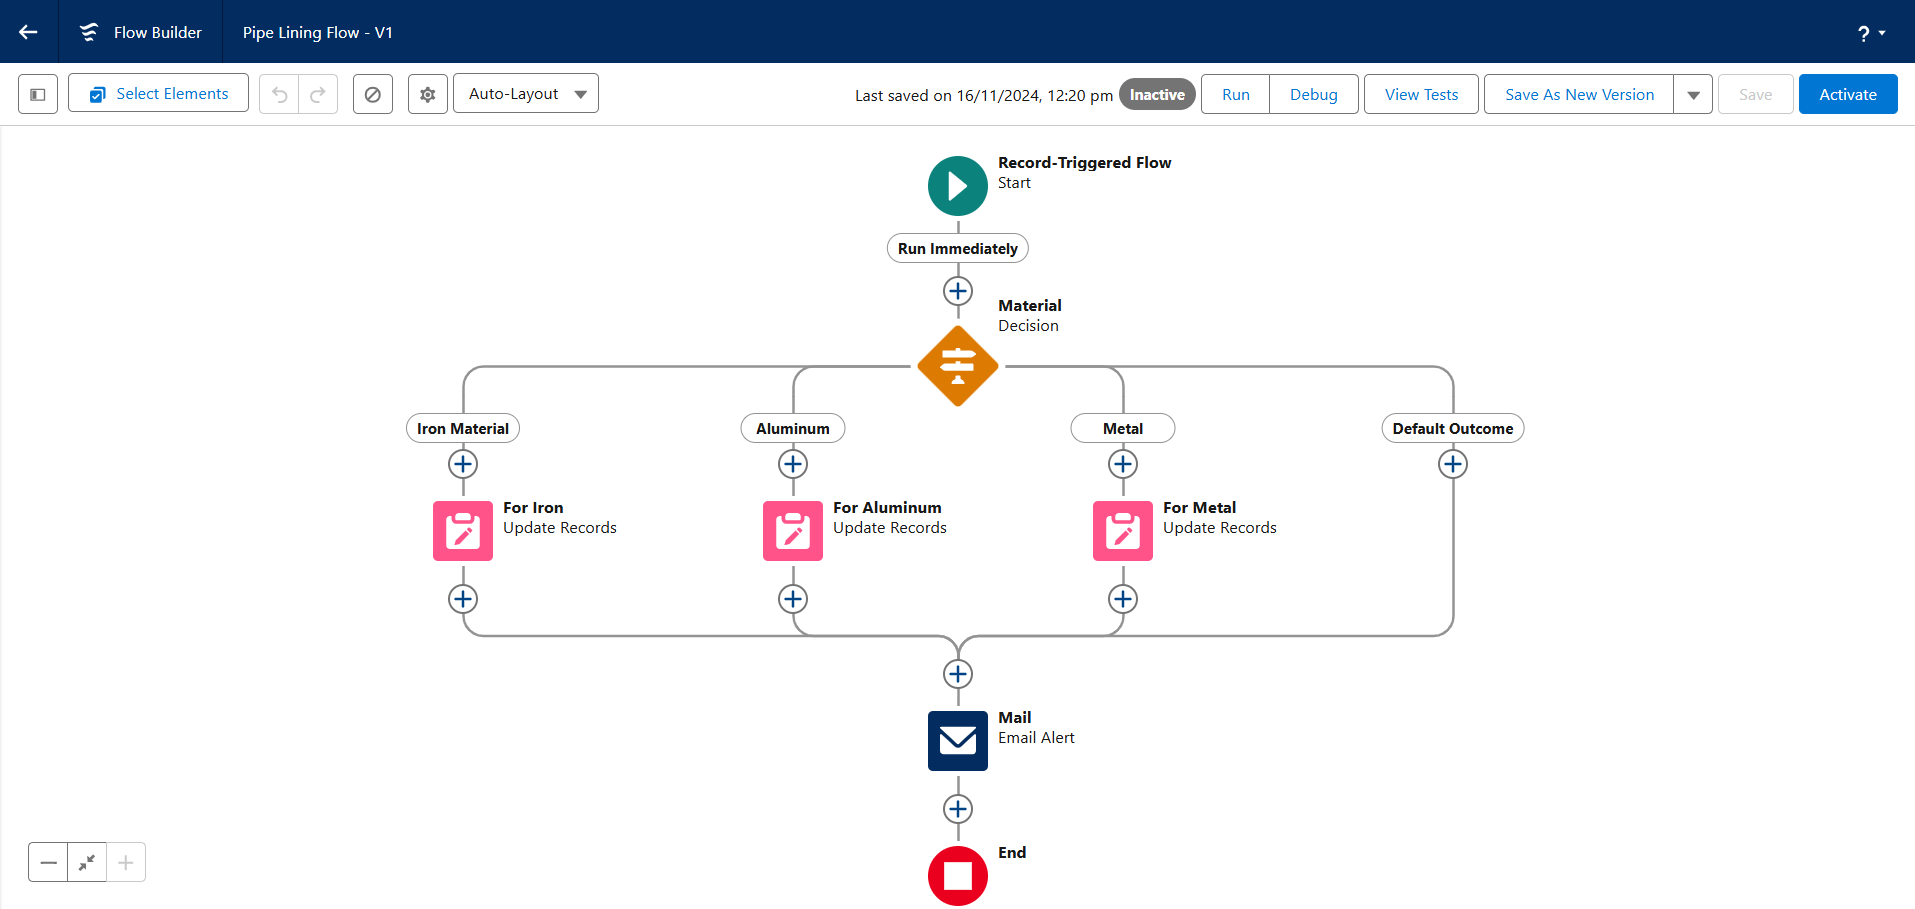 Flow Builder
Pipe Lining Flow - V1
?
Select Elements
Auto-Layout
Last saved on 16/11/2024, 12:20 pm
Inactive
Run
Debug
View Tests
Save As New Version
Save
Activate
Record-Triggered Flow
Start
Run Immediately
Material
Decision
Iron Material
Aluminum
Metal
Default Outcome
For Iron
Update Records
For Aluminum
Update Records
For Metal
Update Records
Mail
Email Alert
End